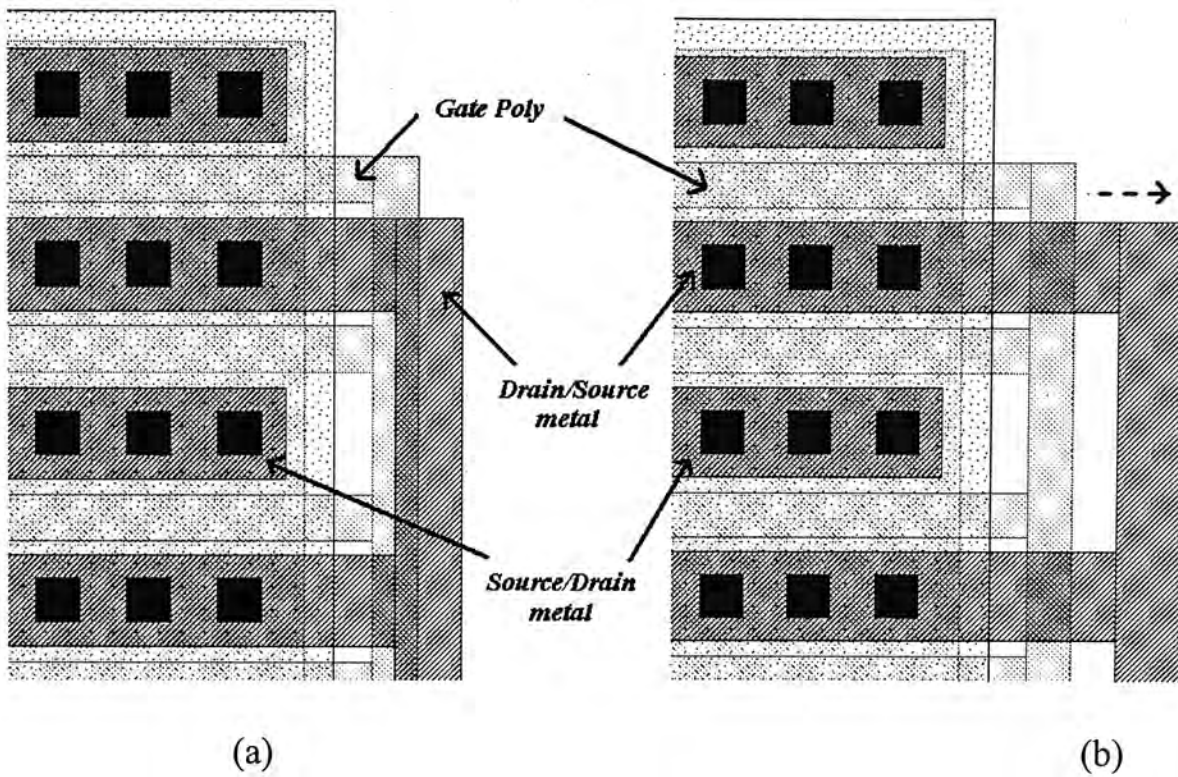 Gate Poly
Drain/Source
metal
Source/Drain
metal
(a)
(b)